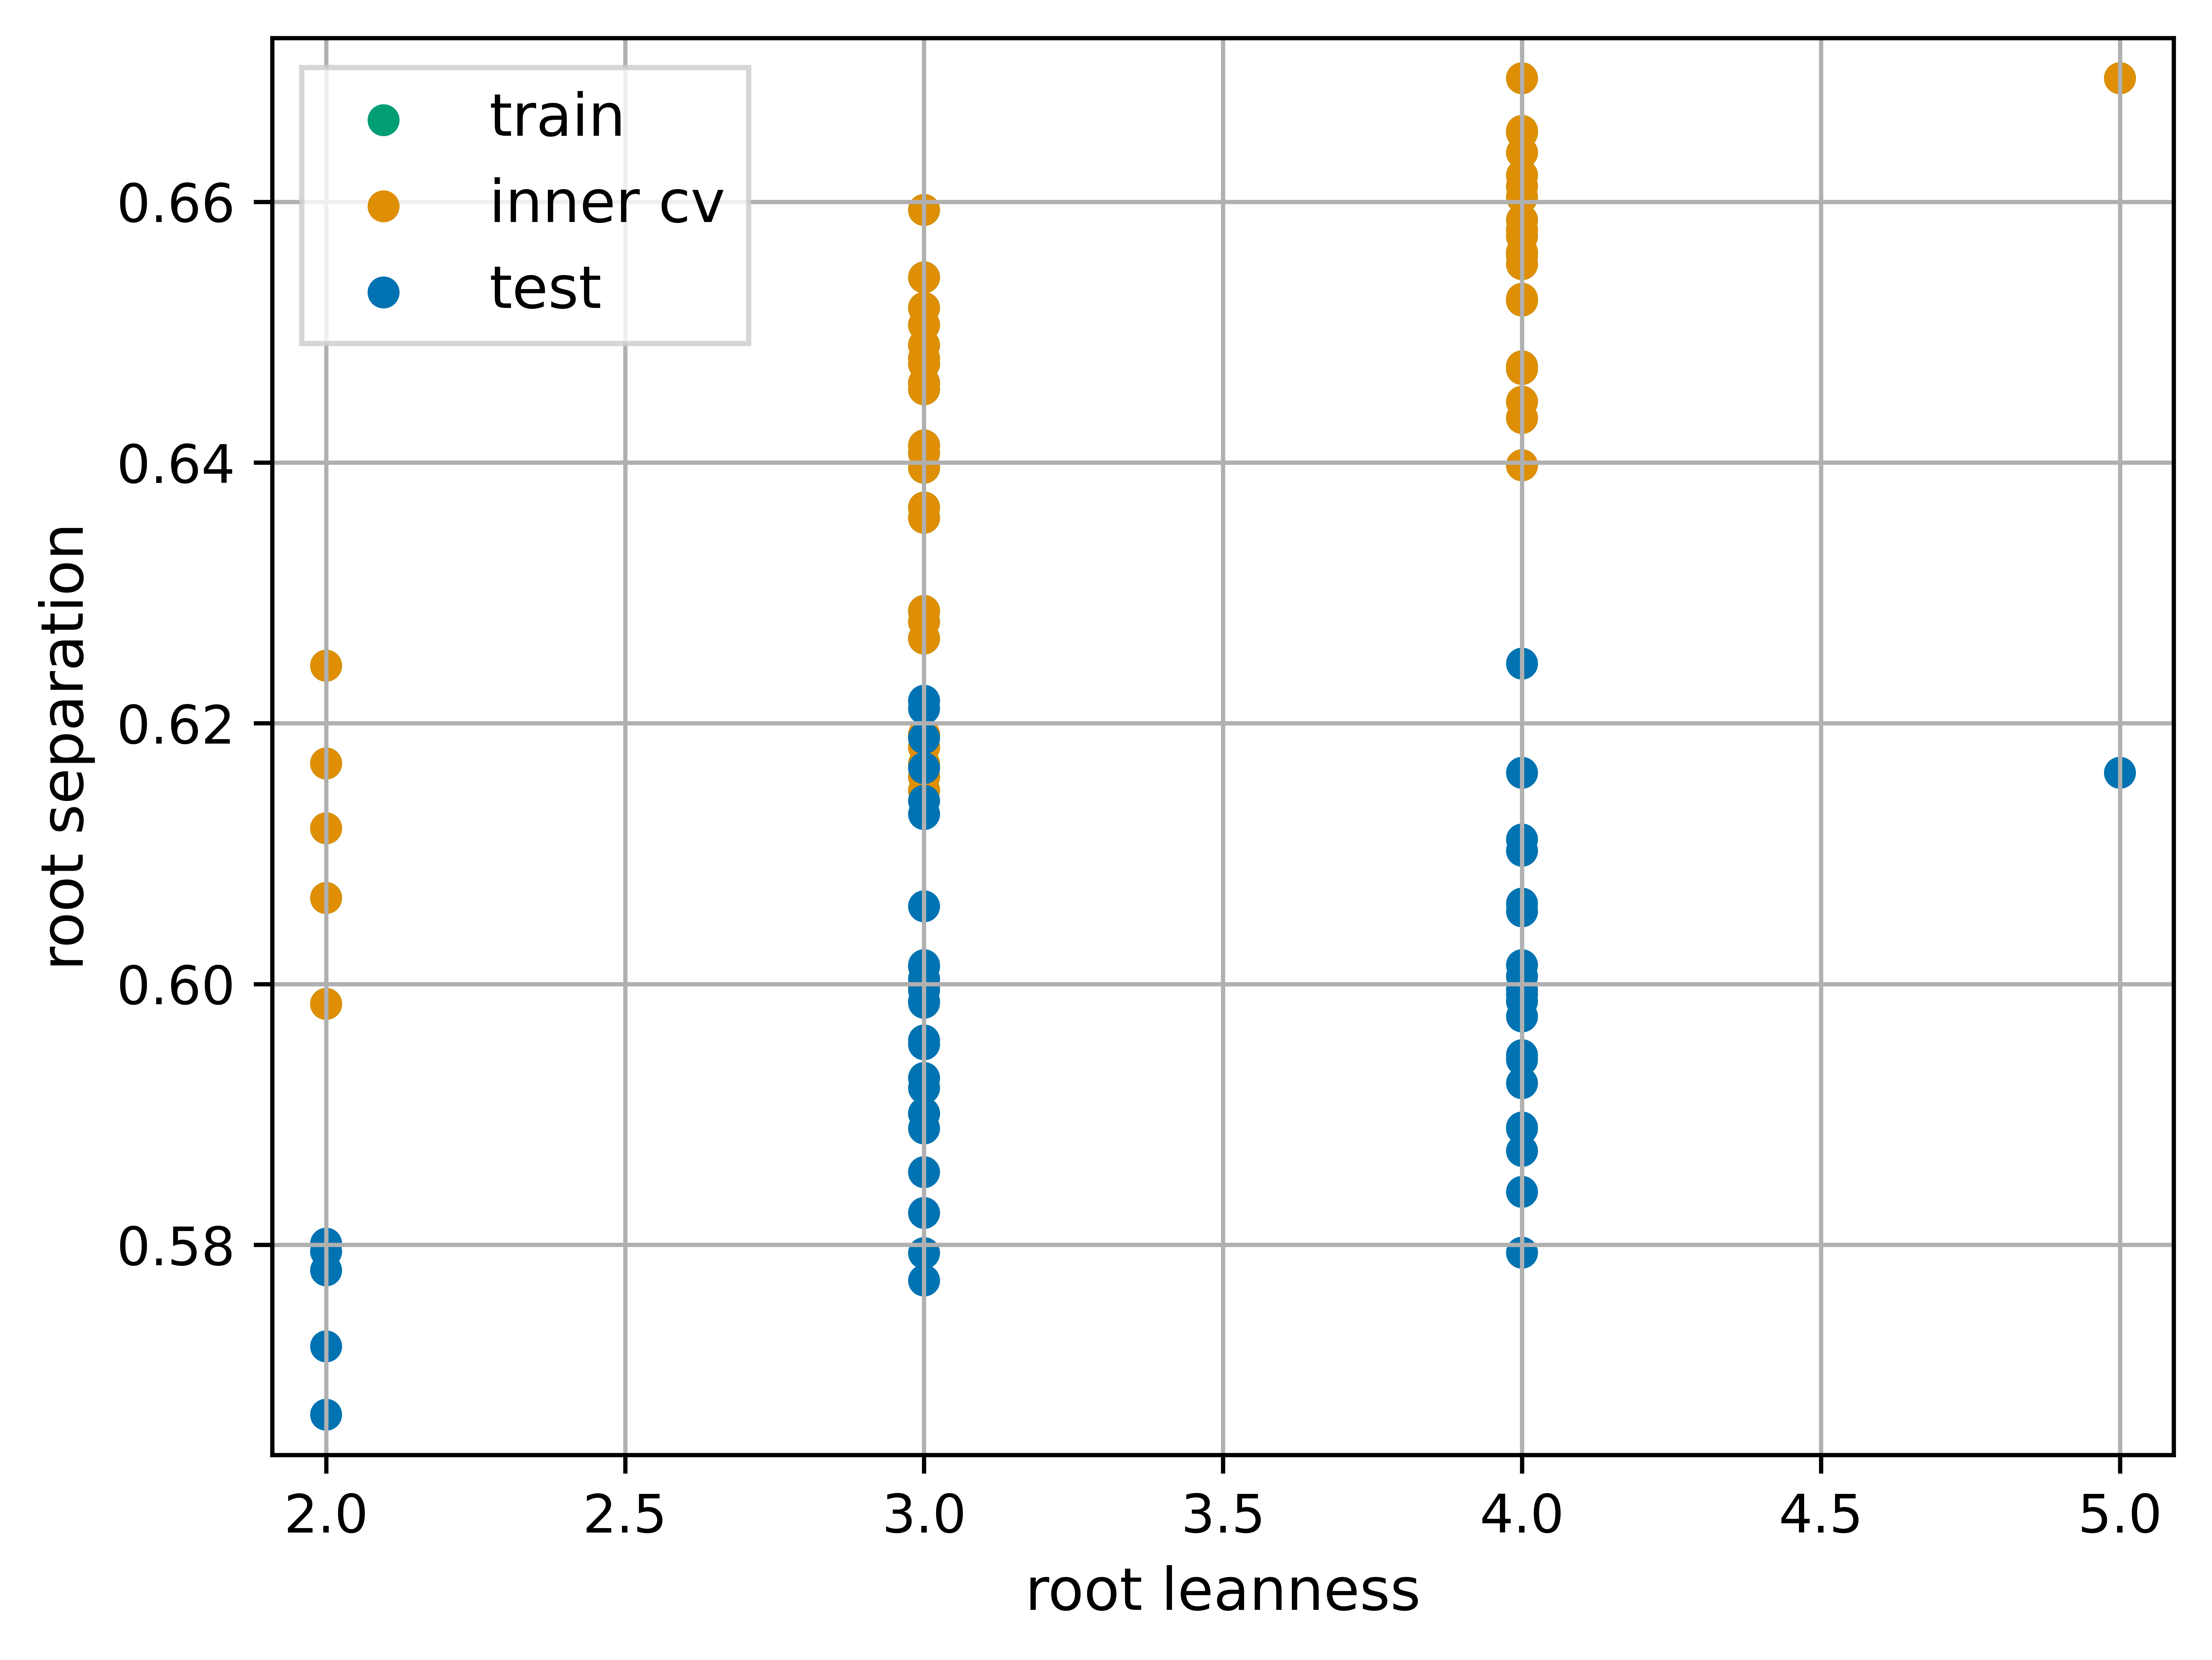 train
inner cv
test
0.66
0.64
0.62
0.60
0.58
root separation
2.0 2.5 3.0 3.5 4.0 4.5 5.0
root leanness